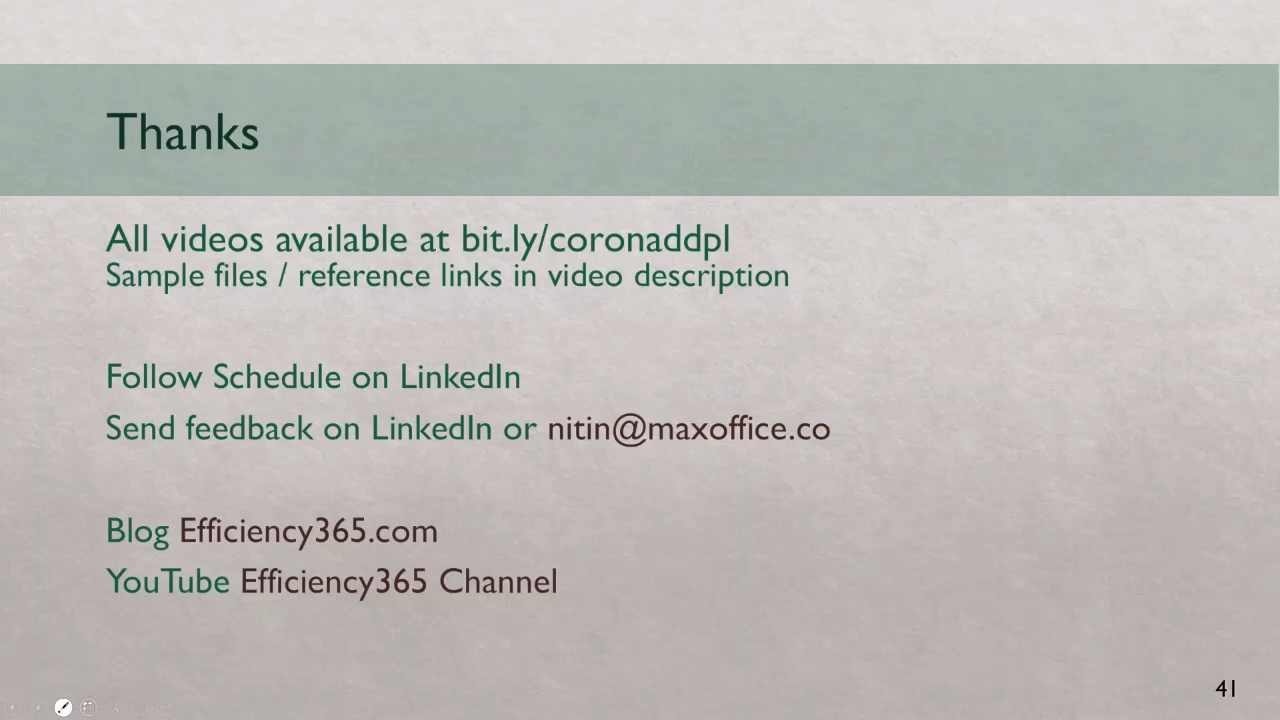 Thanks
All videos available at bit.ly/coronaddpl
Sample files / reference links in video description
Follow Schedule on LinkedIn
Send feedback on LinkedIn or nitin@maxoffice.co
Blog Efficiency365.com
YouTube Efficiency365 Channel
41